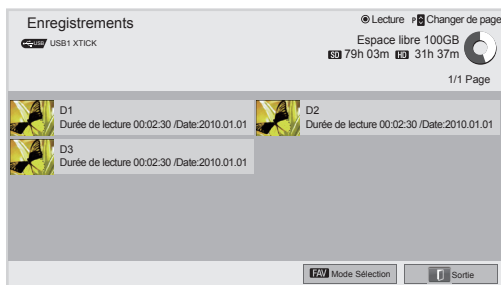 Enregistrements
Lecture P Changer de page
USB USB1 XTICK
Espace libre 100GB
SD 79h 03m HD 31h 37m
1/1 Page
D1
Durée de lecture 00:02:30 /Date:2010.01.01
D2
Durée de lecture 00:02:30 /Date:2010.01.01
D3
Durée de lecture 00:02:30 /Date:2010.01.01
FAV Mode Sélection
Sortie